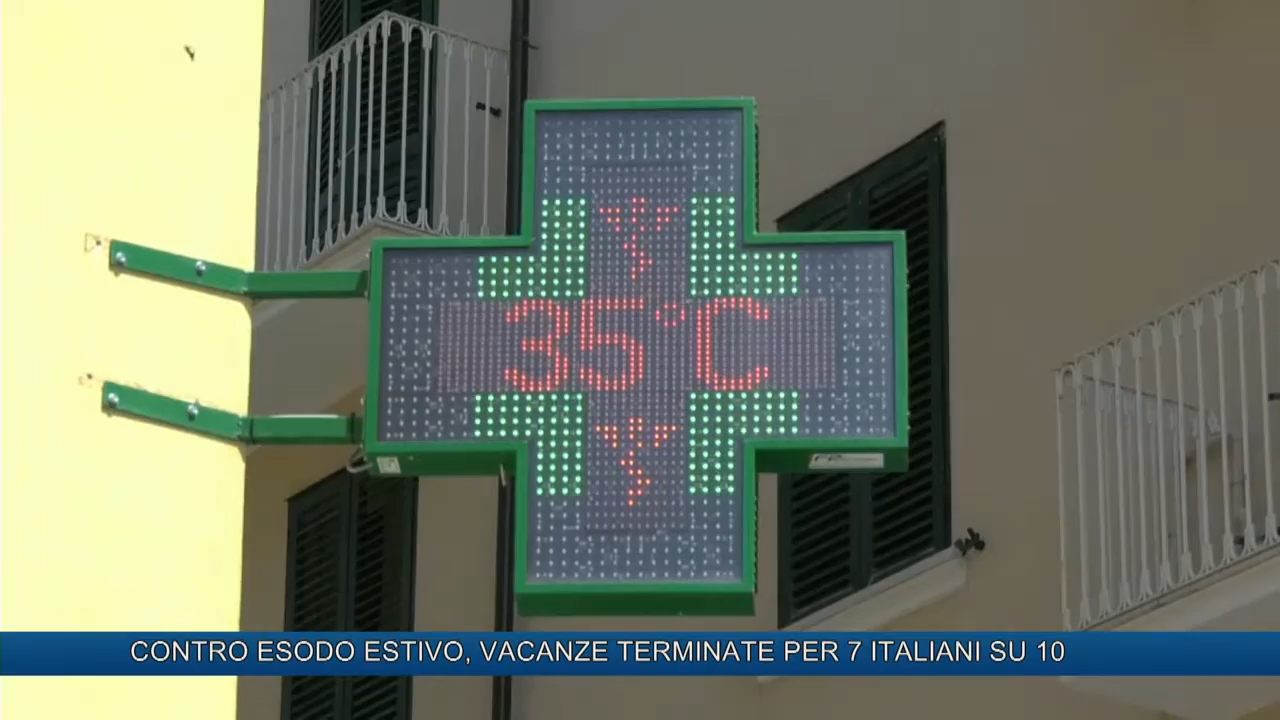 35°C
CONTRO ESODO ESTIVO, VACANZE TERMINATE PER 7 ITALIANI SU 10